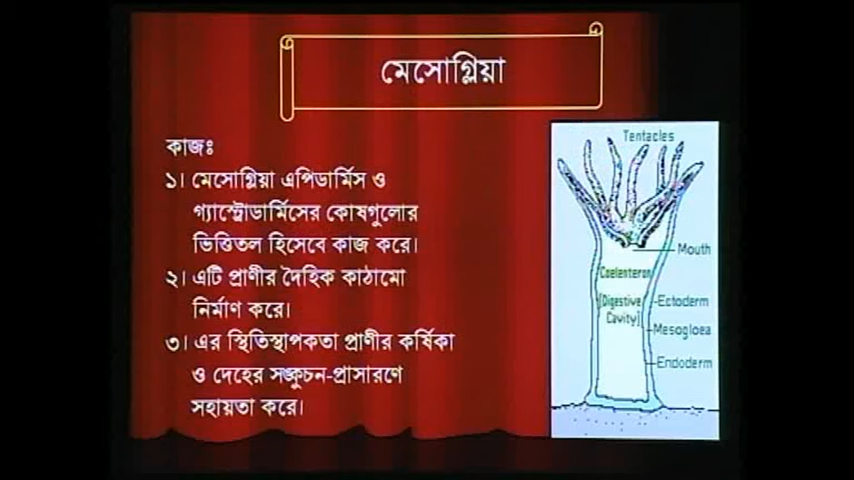 মেসোগ্লিয়া
কাজঃ
১। মেসোগ্লিয়া এপিডার্মিস ও
গ্যাস্ট্রোডার্মিসের কোষগুলোর
ভিত্তিতল হিসেবে কাজ করে।
২। এটি প্রাণীর দৈহিক কাঠামো
নির্মাণ করে।
৩। এর স্থিতিস্থাপকতা প্রাণীর কর্ষিকা
ও দেহের সঙ্কুচন-প্রাসারণে
সহায়তা করে।
Tentacles
Mouth
Coelenteron
[Digestive
Cavity]
Ectoderm
Mesogloea
Endoderm